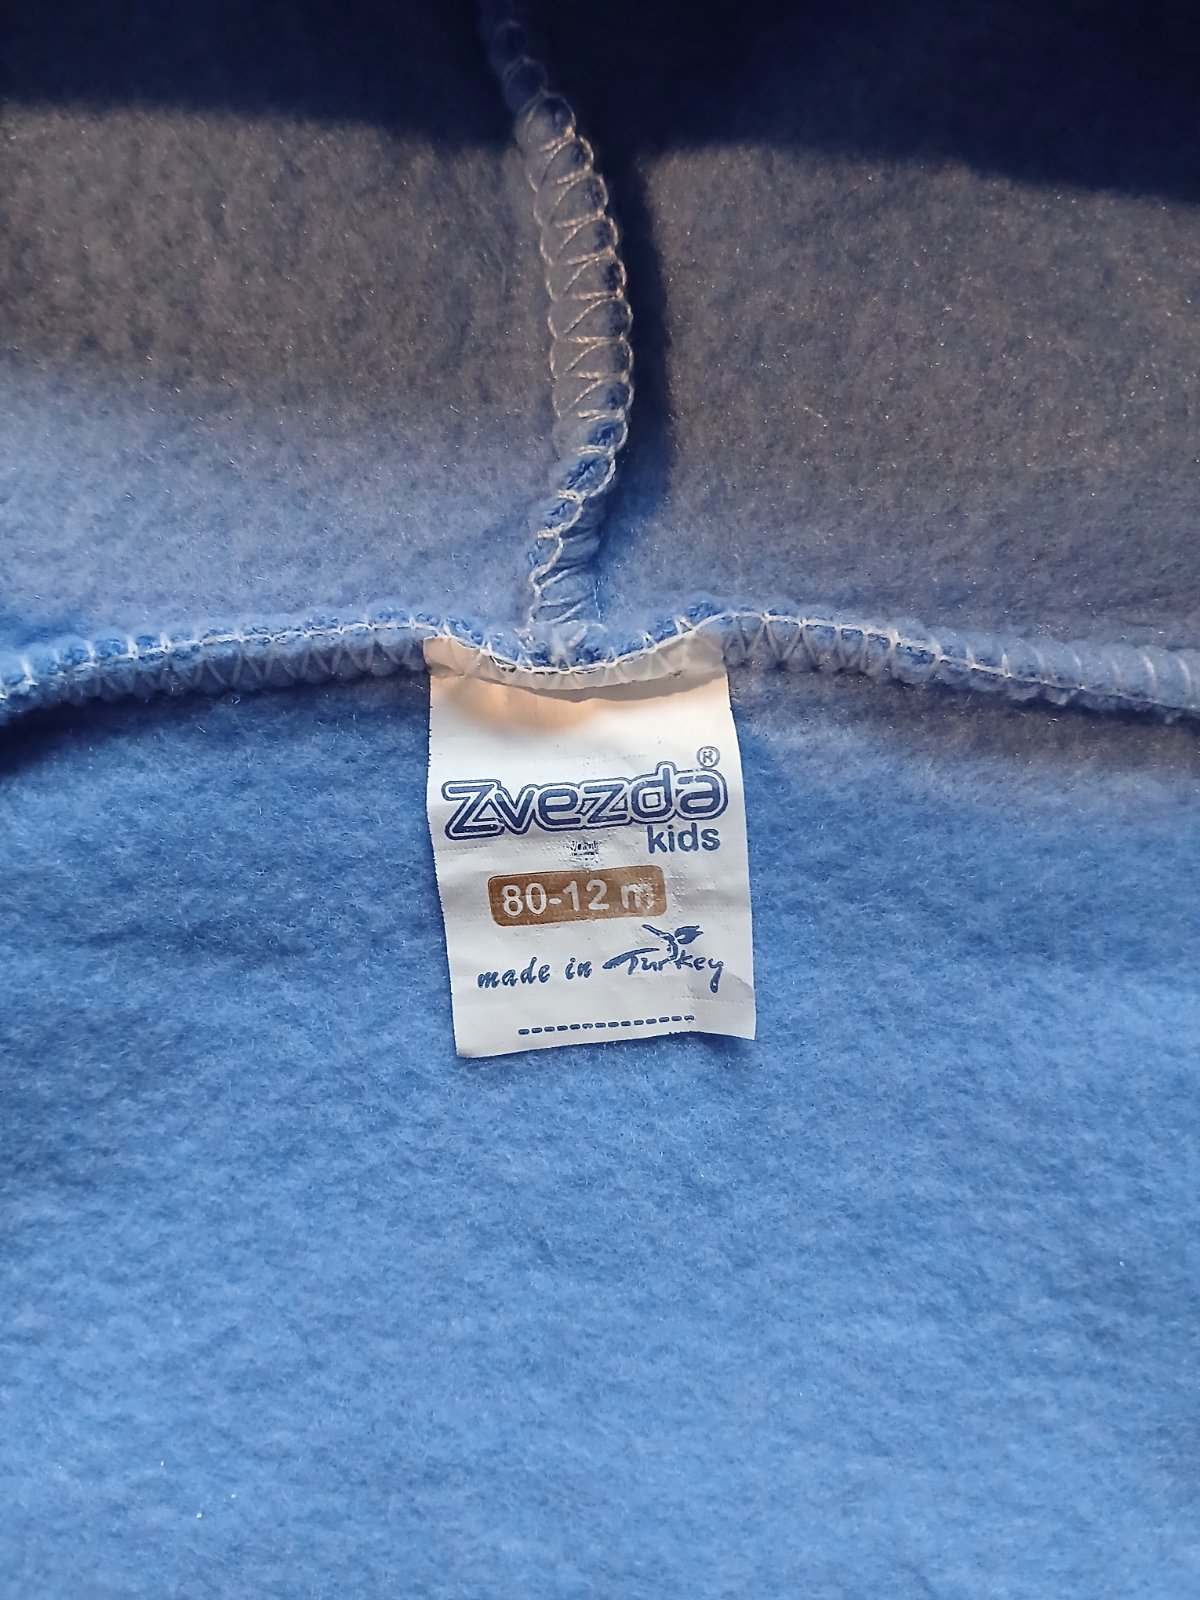 Zvezda®
kids
80-12 m
made in Turkey